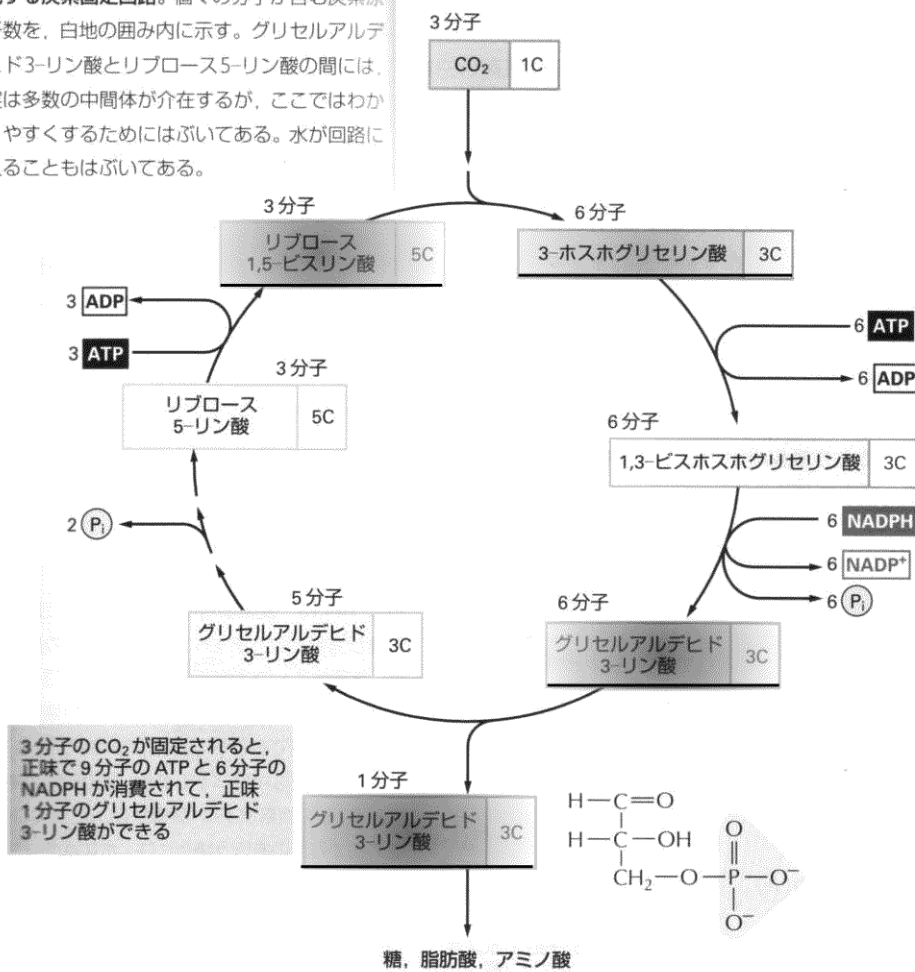 る炭素固定回路。個々の分子が含む炭素原
子数を，白地の囲み内に示す。グリセルアルデ
ド3-リン酸とリブロース5-リン酸の間には，
は多数の中間体が介在するが，ここではわか
やすくするためにはぶいてある。水が回路に
ることもはぶいてある。
3分子
CO₂ 1C
3分子
リブロース
1,5-ビスリン酸 5C
6分子
3-ホスホグリセリン酸 3C
3 ADP
3 ATP
6 ATP
6 ADP
3分子
リブロース
5-リン酸 5C
6分子
1,3-ビスホスホグリセリン酸 3C
2 Pi
6 NADPH
6 NADP⁺
6 Pi
5分子
グリセルアルデヒド
3-リン酸 3C
6分子
グリセルアルデヒド
3-リン酸 3C
3分子のCO₂が固定されると，
正味で9分子のATPと6分子の
NADPHが消費されて，正味
1分子のグリセルアルデヒド
3-リン酸ができる
1分子
グリセルアルデヒド
3-リン酸 3C
H—C=O
H—C—OH
CH₂—O—P—O⁻
O
O⁻
糖，脂肪酸，アミノ酸